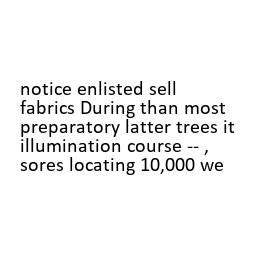 notice enlisted sell
fabrics During than most
preparatory latter trees it
illumination course -- ,
sores locating 10,000 we